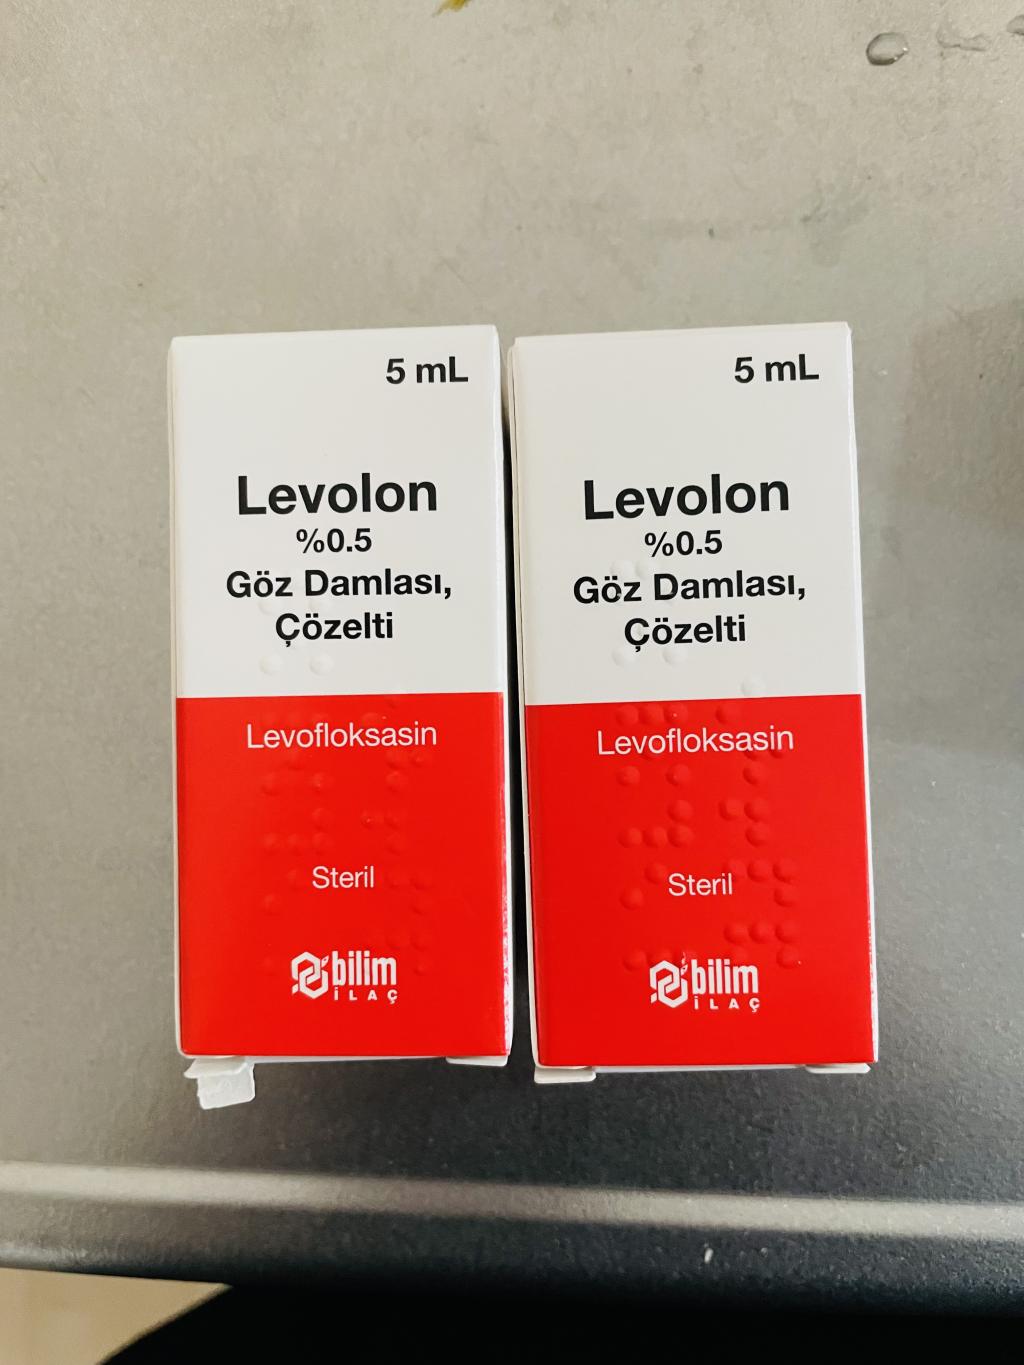 5 mL
Levolon
%0.5
Göz Damlası,
Çözelti
Levofloksasin
Steril
bilim
İLAÇ
5 mL
Levolon
%0.5
Göz Damlası,
Çözelti
Levofloksasin
Steril
bilim
İLAÇ